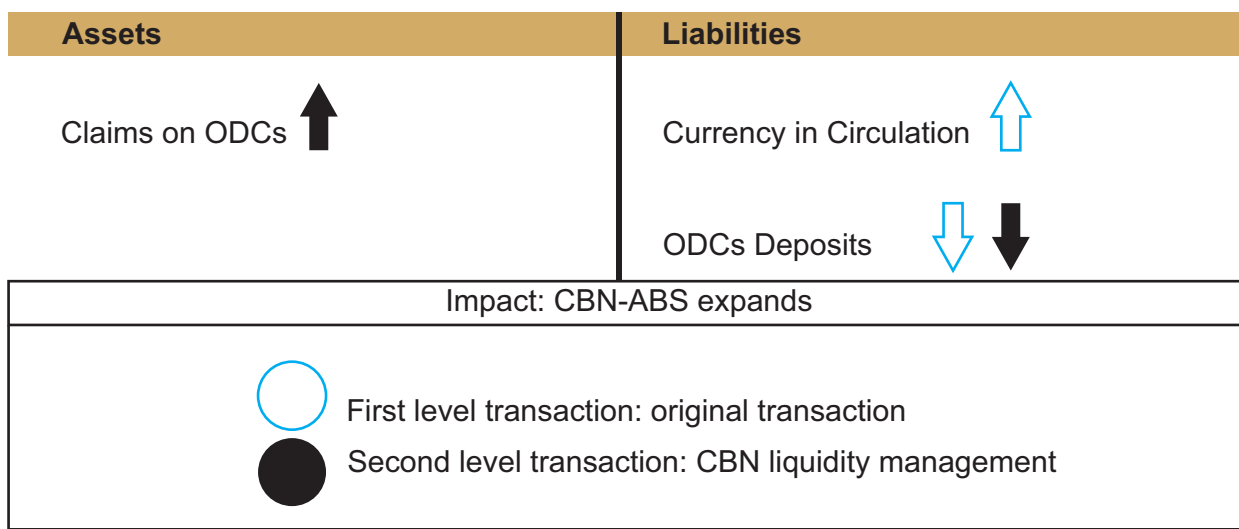 Assets
Liabilities
Claims on ODCs
Currency in Circulation
ODCs Deposits
Impact: CBN-ABS expands
First level transaction: original transaction
Second level transaction: CBN liquidity management